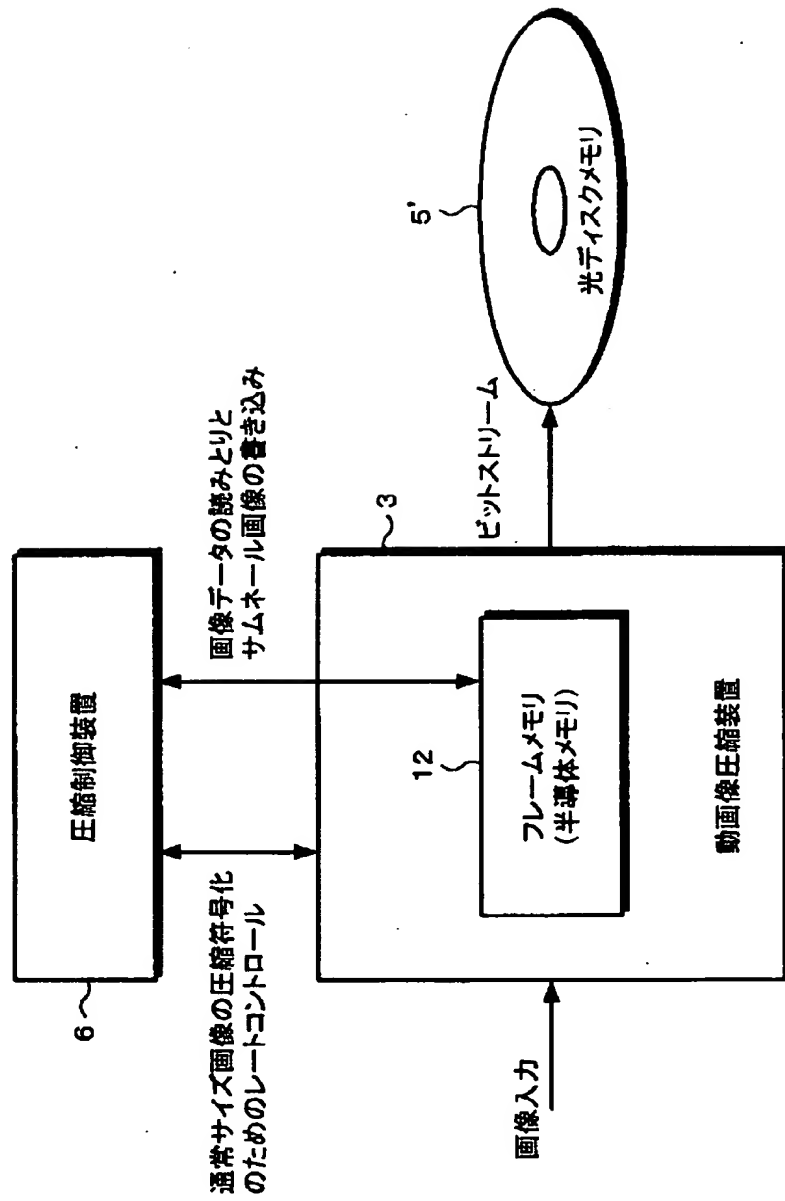 圧縮制御装置
6
通常サイズ画像の圧縮符号化
のためのレートコントロール
画像データの読みとりと
サムネール画像の書き込み
3
12
フレームメモリ
(半導体メモリ)
動画像圧縮装置
画像入力
ビットストリーム
5'
光ディスクメモリ